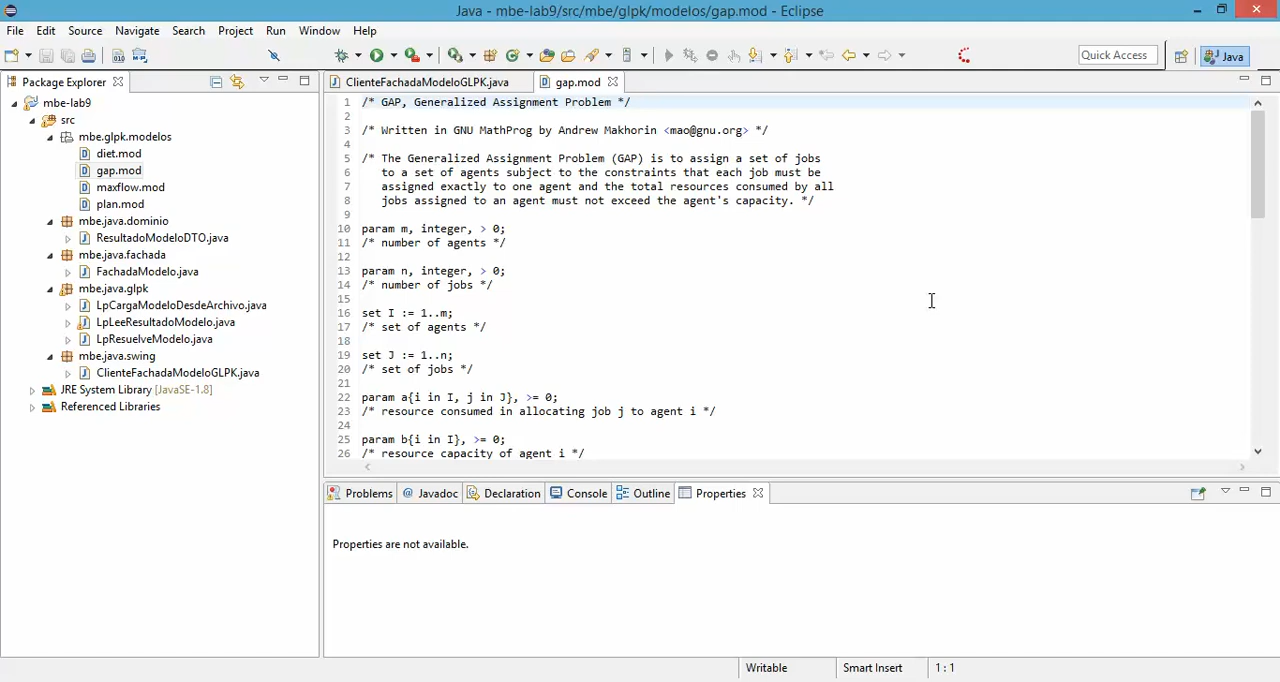 Java - mbe-lab9/src/mbe/glpk/modelos/gap.mod - Eclipse
File Edit Source Navigate Search Project Run Window Help
Quick Access
Java
Package Explorer
ClienteFachadaModeloGLPK.java
gap.mod
mbe-lab9
src
mbe.glpk.modelos
diet.mod
gap.mod
maxflow.mod
plan.mod
mbe.java.dominio
ResultadoModeloDTO.java
mbe.java.fachada
FachadaModelo.java
mbe.java.glpk
LpCargaModeloDesdeArchivo.java
LpLeeResultadoModelo.java
LpResuelveModelo.java
mbe.java.swing
ClienteFachadaModeloGLPK.java
JRE System Library [JavaSE-1.8]
Referenced Libraries
1 /* GAP, Generalized Assignment Problem */
2
3 /* Written in GNU MathProg by Andrew Makhorin <mao@gnu.org> */
4
5 /* The Generalized Assignment Problem (GAP) is to assign a set of jobs
6 to a set of agents subject to the constraints that each job must be
7 assigned exactly to one agent and the total resources consumed by all
8 jobs assigned to an agent must not exceed the agent's capacity. */
9
10 param m, integer, > 0;
11 /* number of agents */
12
13 param n, integer, > 0;
14 /* number of jobs */
15
16 set I := 1..m;
17 /* set of agents */
18
19 set J := 1..n;
20 /* set of jobs */
21
22 param a{i in I, j in J}, >= 0;
23 /* resource consumed in allocating job j to agent i */
24
25 param b{i in I}, >= 0;
26 /* resource capacity of agent i */
Problems Javadoc Declaration Console Outline Properties
Properties are not available.
Writable Smart Insert 1 : 1